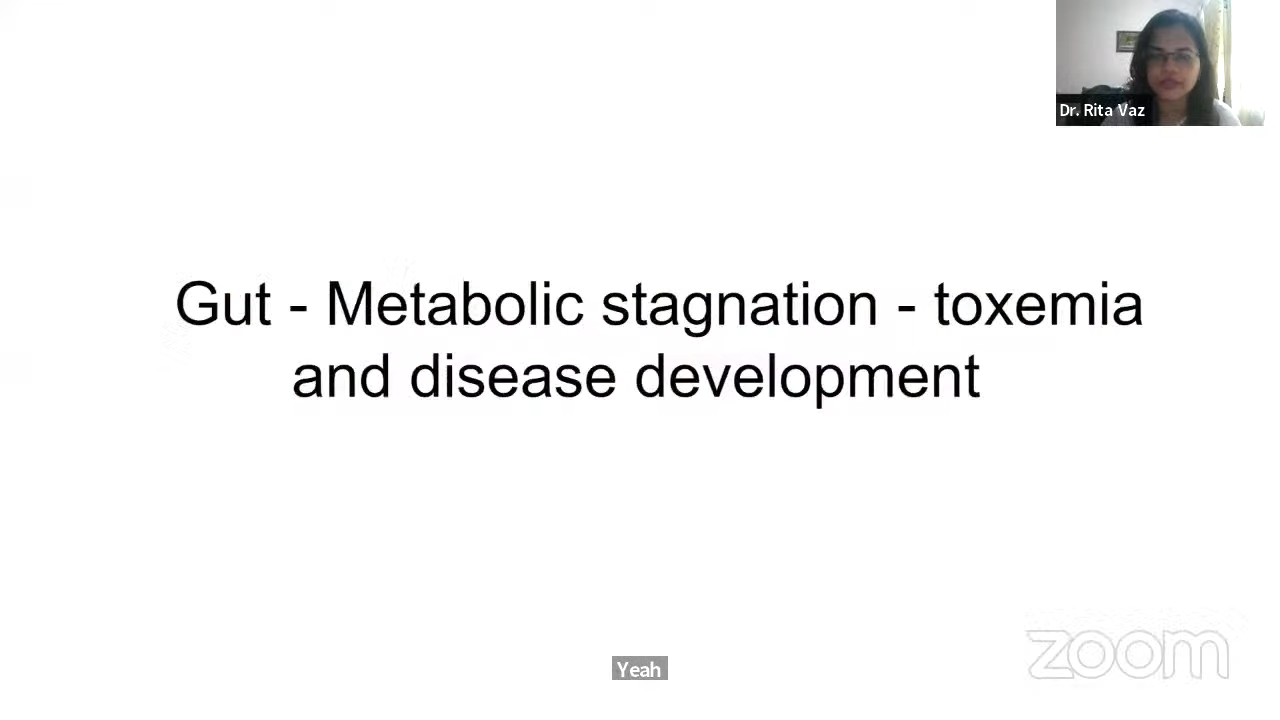 Dr. Rita Vaz
Gut - Metabolic stagnation - toxemia
and disease development
Yeah
zoom